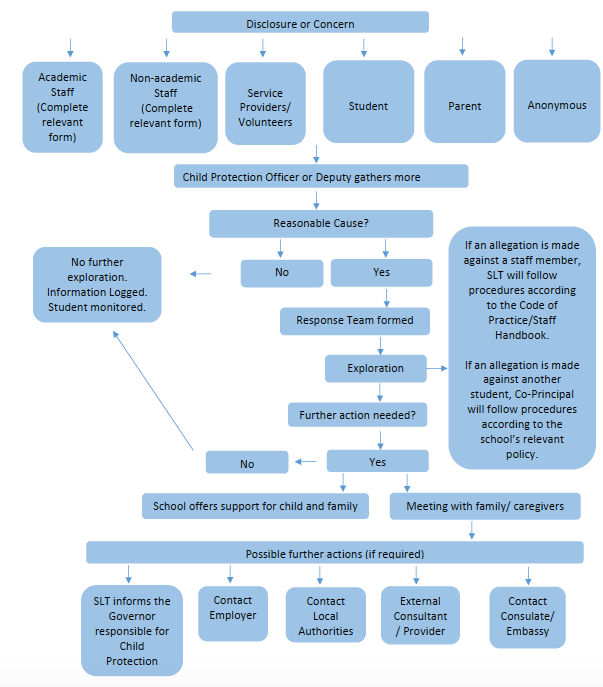 Disclosure or Concern
Academic
Staff
(Complete
relevant
form)
Non-academic
Staff
(Complete
relevant form)
Service
Providers/
Volunteers
Student
Parent
Anonymous
Child Protection Officer or Deputy gathers more
Reasonable Cause?
No
Yes
No further
exploration.
Information Logged.
Student monitored.
Response Team formed
Exploration
If an allegation is made
against a staff member,
SLT will follow
procedures according
to the Code of
Practice/Staff
Handbook.
If an allegation is made
against another
student, Co-Principal
will follow procedures
according to the
school's relevant
policy.
Further action needed?
No
Yes
School offers support for child and family
Meeting with family/ caregivers
Possible further actions (if required)
SLT informs the
Governor
responsible for
Child
Protection
Contact
Employer
Contact
Local
Authorities
External
Consultant
/ Provider
Contact
Consulate/
Embassy